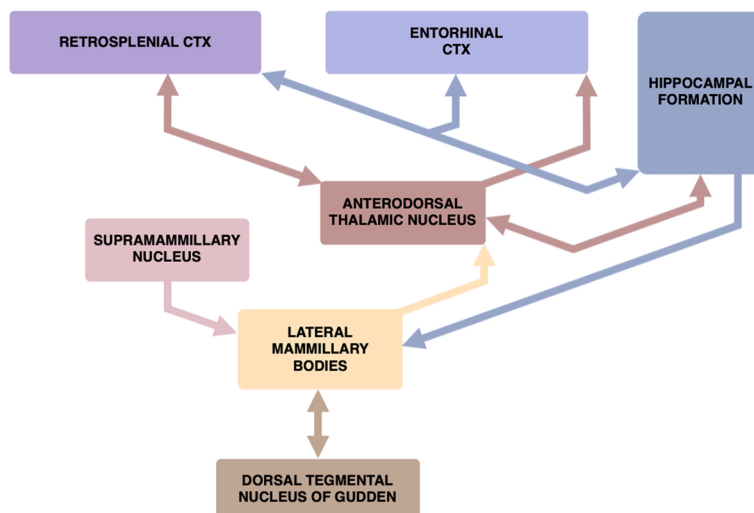 RETROSPLENIAL CTX
ENTORHINAL
CTX
HIPPOCAMPAL
FORMATION
ANTERODORSAL
THALAMIC NUCLEUS
SUPRAMAMMILLARY
NUCLEUS
LATERAL
MAMMILLARY
BODIES
DORSAL TEGMENTAL
NUCLEUS OF GUDDEN